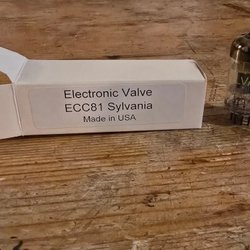 Electronic Valve
ECC81 Sylvania
Made in USA